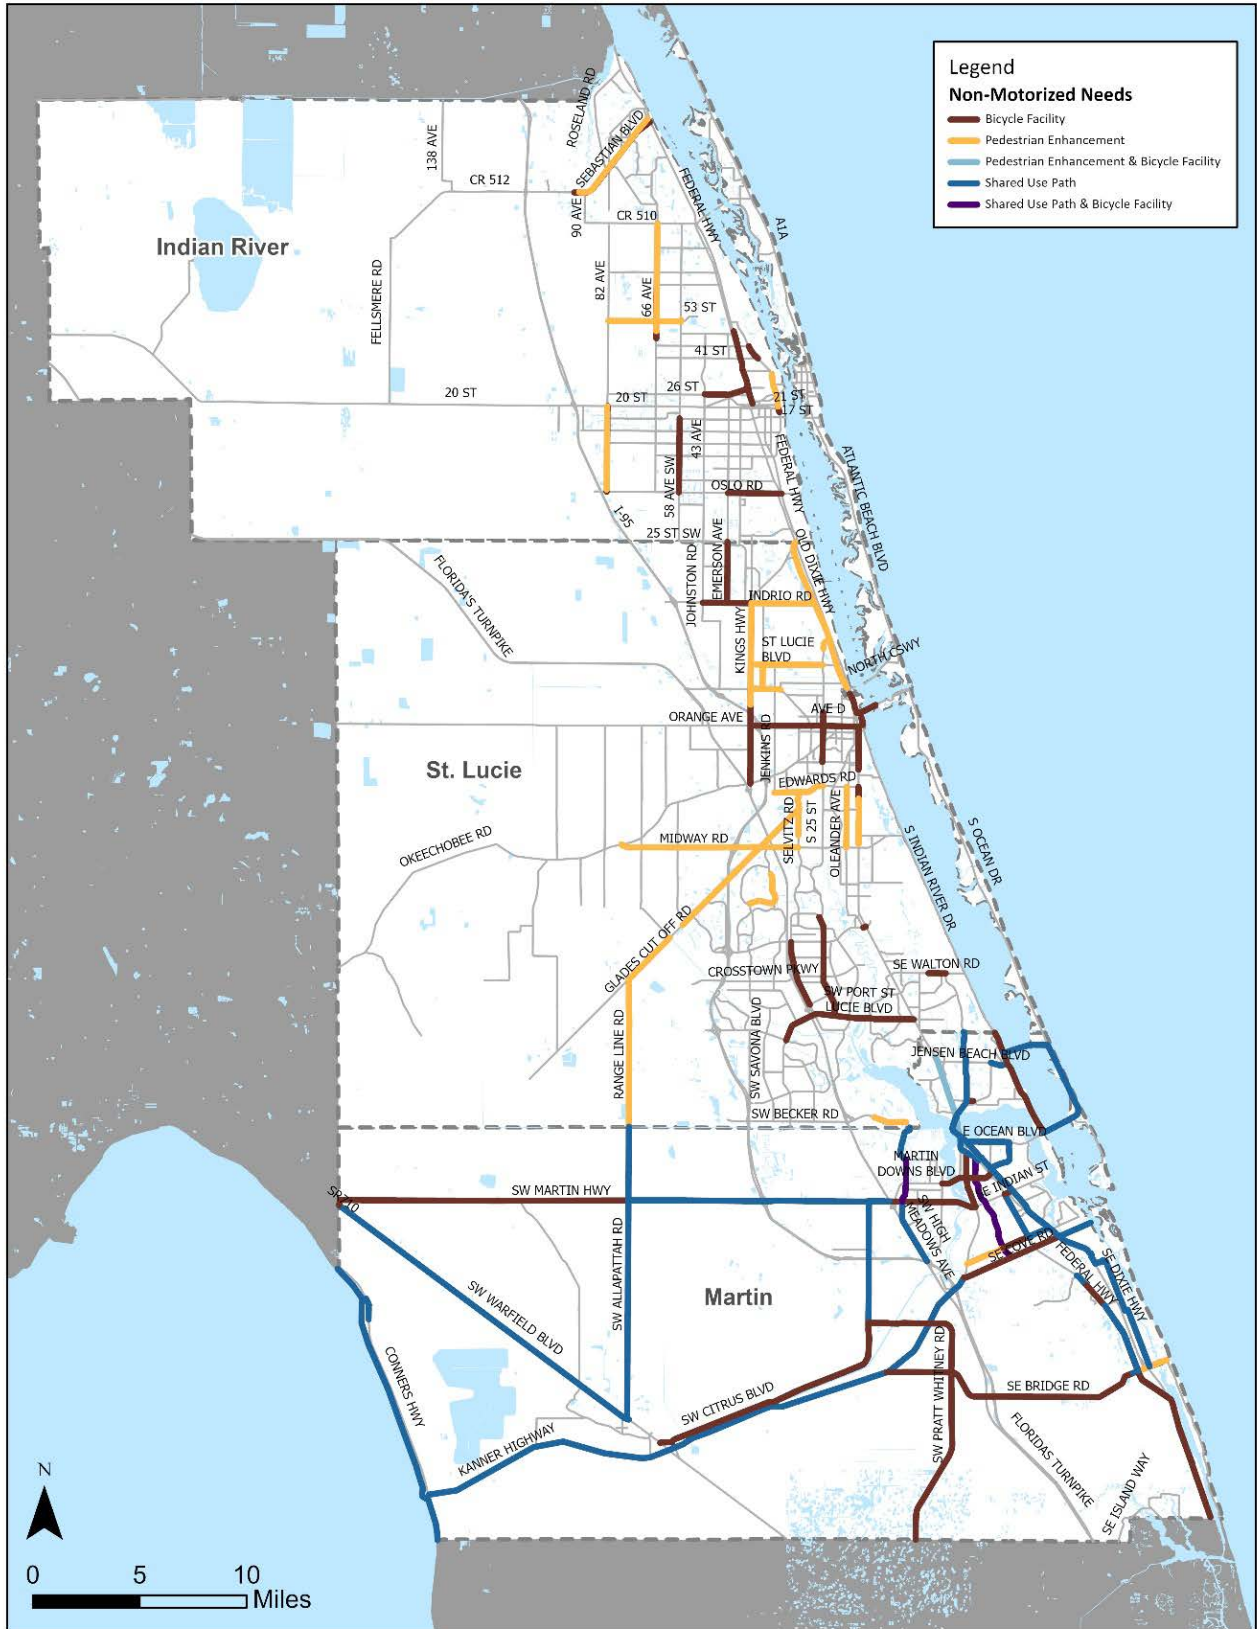 Legend
Non-Motorized Needs
Bicycle Facility
Pedestrian Enhancement
Pedestrian Enhancement & Bicycle Facility
Shared Use Path
Shared Use Path & Bicycle Facility
ROSELAND RD
138 AVE
SEBASTIAN BLVD
CR 512
FEDERAL HWY
90 AVE
CR 510
A1A
Indian River
82 AVE
FELLSMERE RD
66 AVE
53 ST
41 ST
26 ST
20 ST
20 ST
21 ST
17 ST
43 AVE
FEDERAL HWY
ATLANTIC BEACH BLVD
58 AVE SW
OSLO RD
I-95
25 ST SW
EMERSON AVE
OLD DIXIE HWY
JOHNSTON RD
FLORIDA'S TURNPIKE
INDRIO RD
KINGS HWY
ST LUCIE
BLVD
NORTH CSWY
ORANGE AVE
AVE D
JENKINS RD
St. Lucie
EDWARDS RD
SELVITZ RD
S 25 ST
OLEANDER AVE
S OCEAN DR
MIDWAY RD
OKEECHOBEE RD
S INDIAN RIVER DR
GLADES CUT OFF RD
CROSSTOWN PKWY
SE WALTON RD
SW PORT ST
LUCIE BLVD
RANGE LINE RD
SW SAVONA BLVD
JENSEN BEACH BLVD
SW BECKER RD
E OCEAN BLVD
MARTIN
DOWNS BLVD
E INDIAN ST
SR710
SW MARTIN HWY
SW HIGH
MEADOWS AVE
SW ALLAPATTAH RD
SE COVE RD
FEDERAL HWY
SE DIXIE HWY
Martin
SW WARFIELD BLVD
CONNERS HWY
SW PRATT WHITNEY RD
SE BRIDGE RD
SW CITRUS BLVD
KANNER HIGHWAY
FLORIDAS TURNPIKE
SE ISLAND WAY
N
0 5 10
Miles